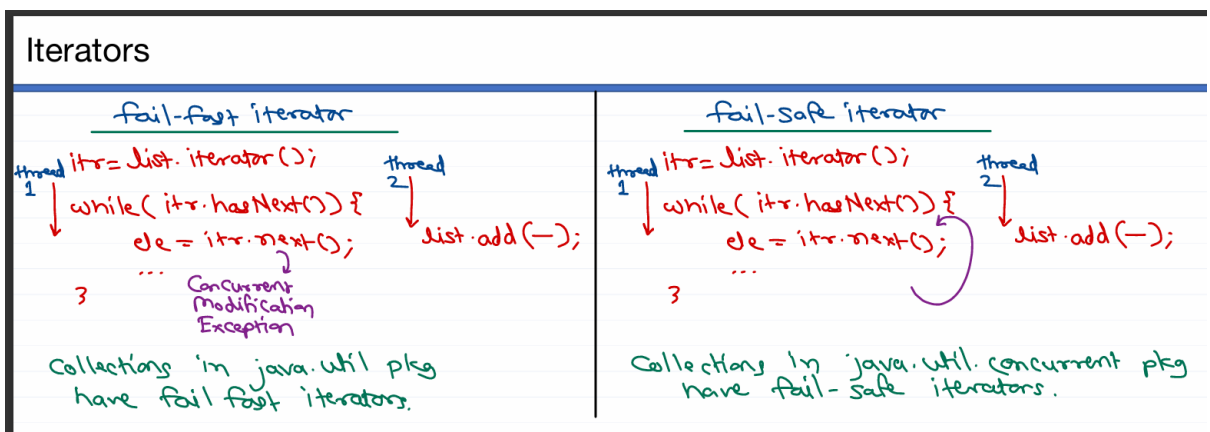 Iterators
fail-fast iterator
thread
1
itr = list.iterator();
while( itr.hasNext()) {
ele = itr.next();
...
}
Concurrent
Modification
Exception
thread
2
list.add(—);
Collections in java.util pkg
have fail fast iterators.
fail-safe iterator
thread
1
itr = list.iterator();
while( itr.hasNext()) {
ele = itr.next();
...
}
thread
2
list.add(—);
Collections in java.util.concurrent pkg
have fail-safe iterators.